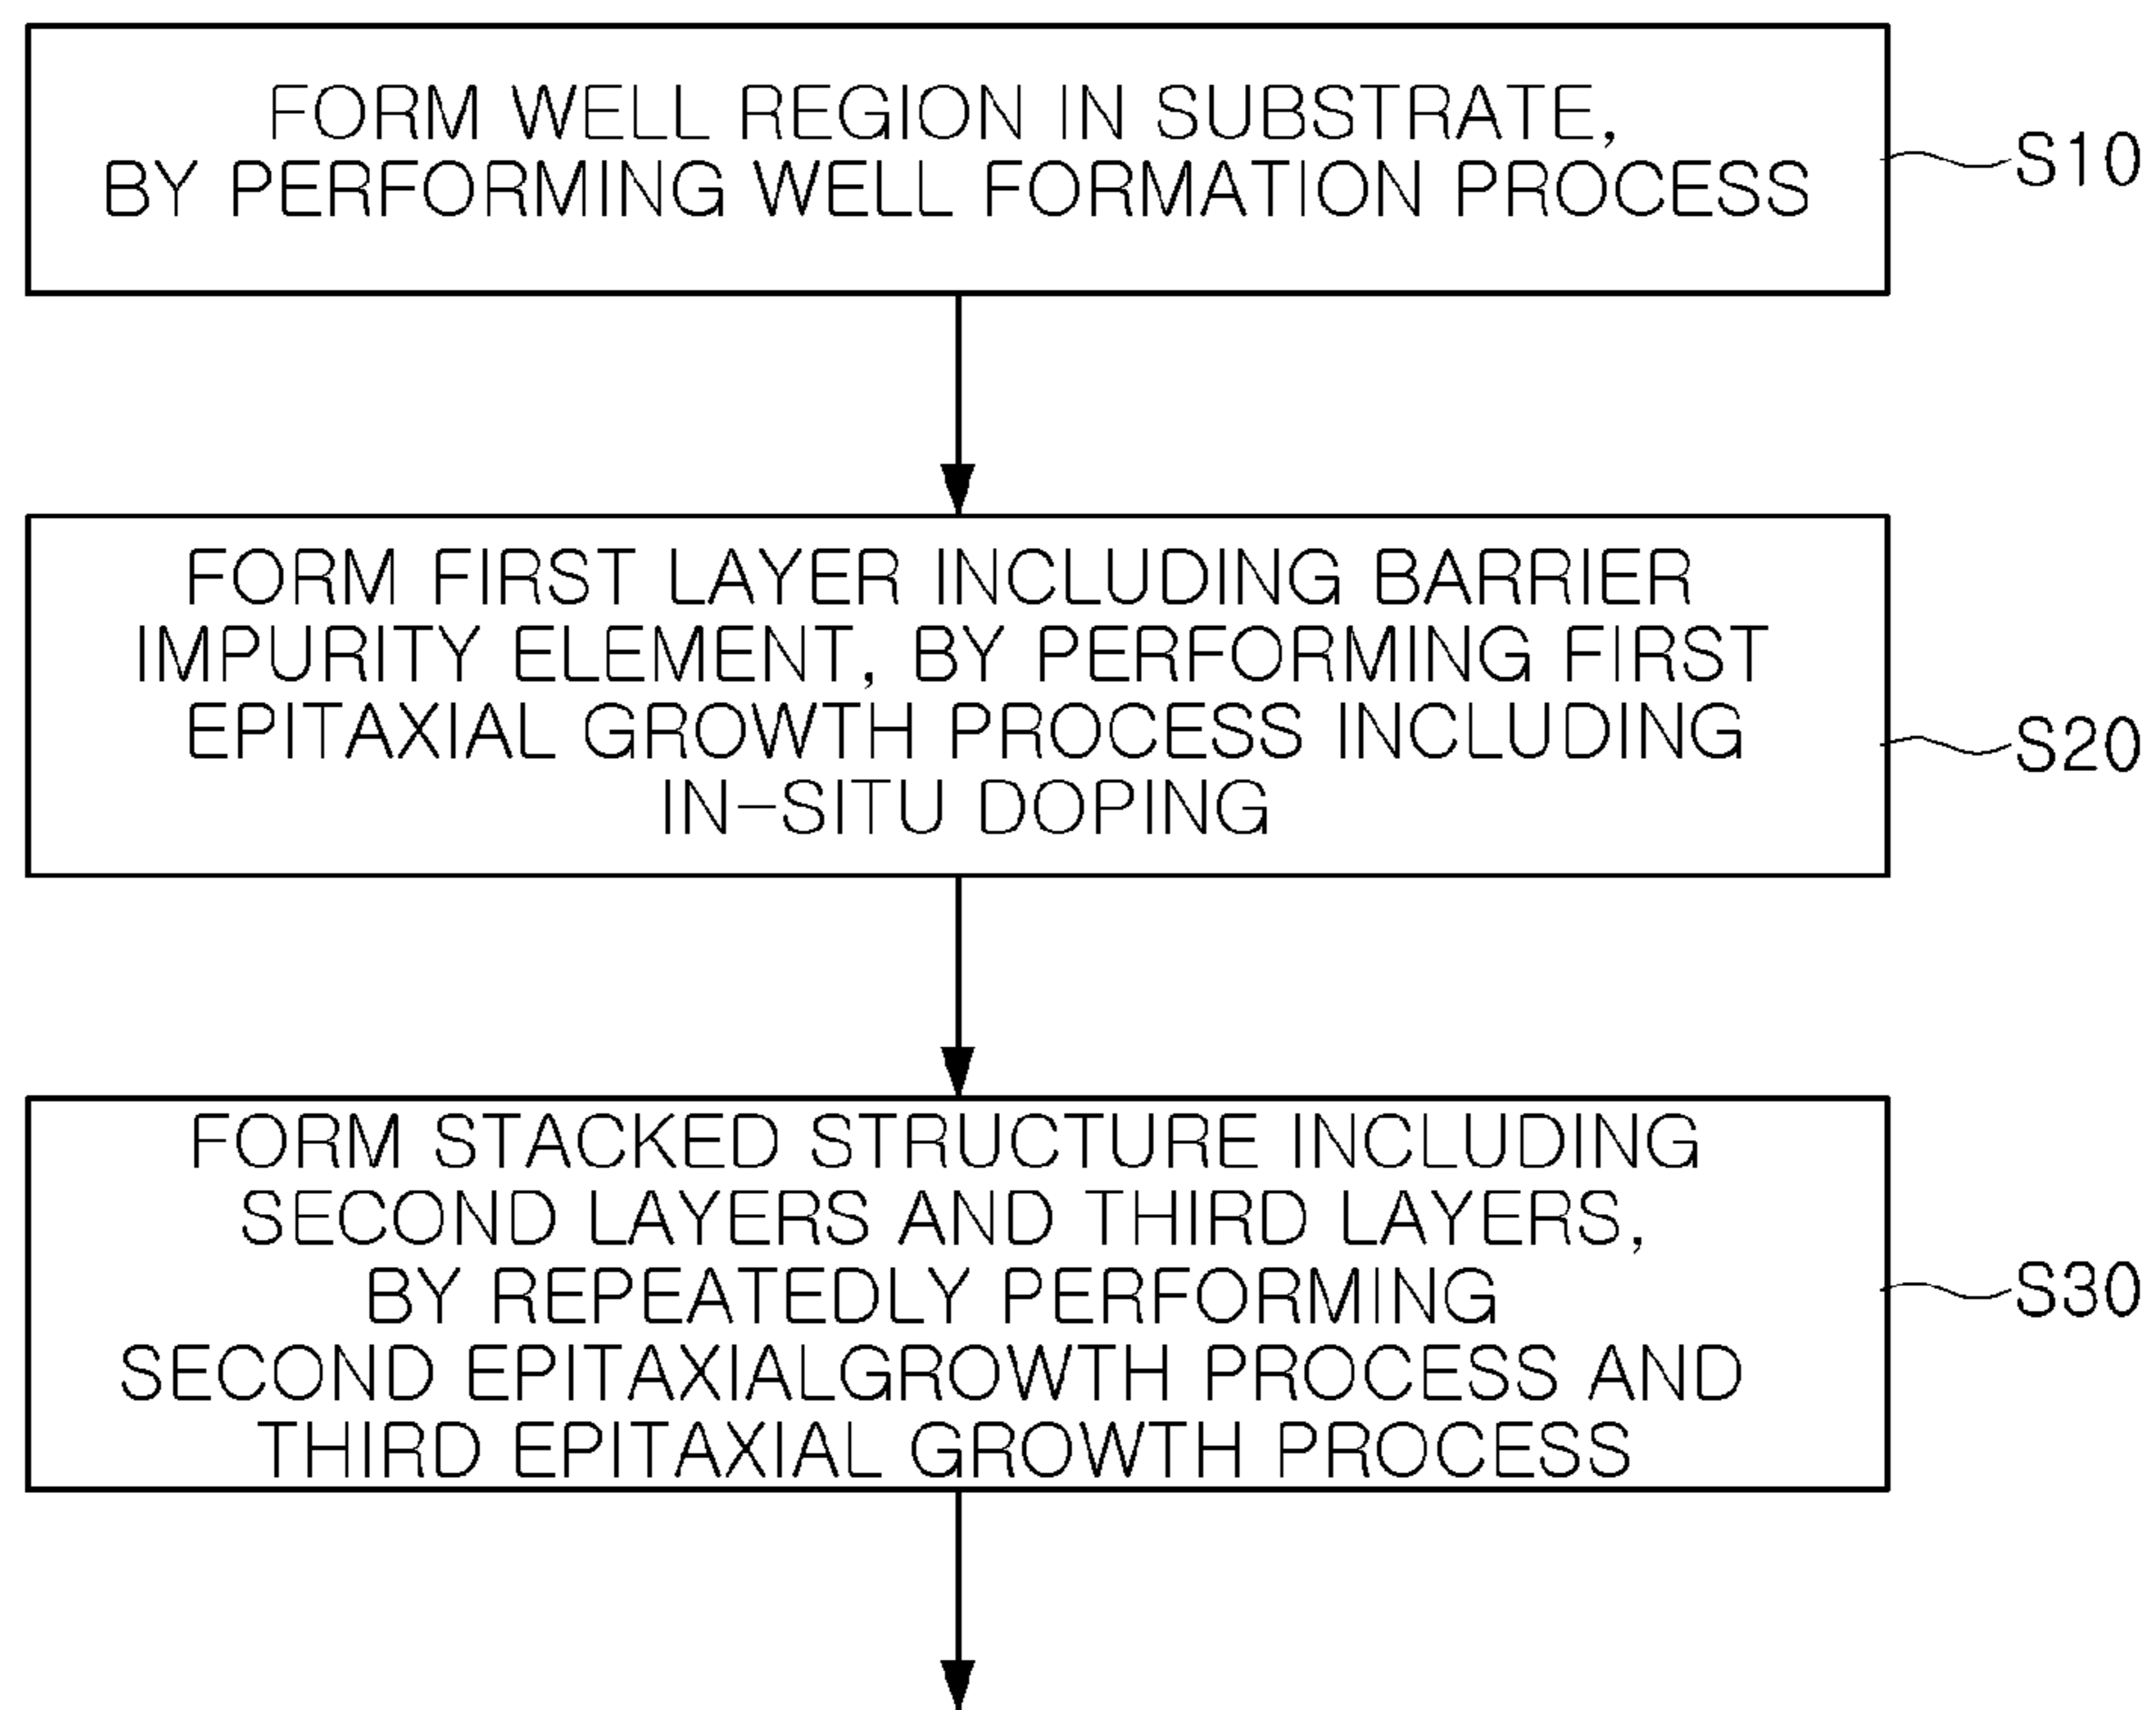 FORM WELL REGION IN SUBSTRATE,
BY PERFORMING WELL FORMATION PROCESS
S10
FORM FIRST LAYER INCLUDING BARRIER
IMPURITY ELEMENT, BY PERFORMING FIRST
EPITAXIAL GROWTH PROCESS INCLUDING
IN-SITU DOPING
S20
FORM STACKED STRUCTURE INCLUDING
SECOND LAYERS AND THIRD LAYERS,
BY REPEATEDLY PERFORMING
SECOND EPITAXIALGROWTH PROCESS AND
THIRD EPITAXIAL GROWTH PROCESS
S30